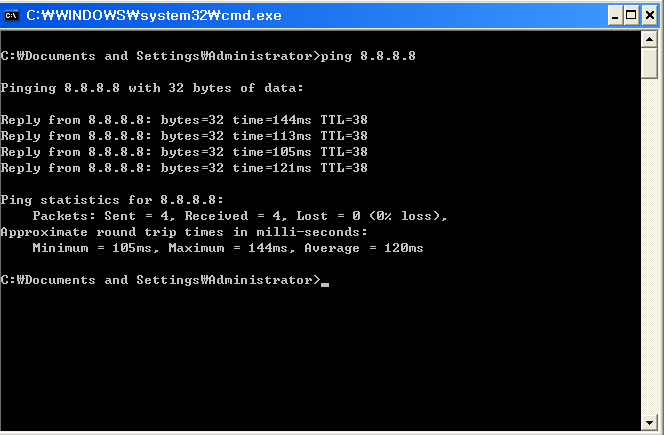 C:\ C:₩WINDOWS₩system32₩cmd.exe
C:₩Documents and Settings₩Administrator>ping 8.8.8.8
Pinging 8.8.8.8 with 32 bytes of data:
Reply from 8.8.8.8: bytes=32 time=144ms TTL=38
Reply from 8.8.8.8: bytes=32 time=113ms TTL=38
Reply from 8.8.8.8: bytes=32 time=105ms TTL=38
Reply from 8.8.8.8: bytes=32 time=121ms TTL=38
Ping statistics for 8.8.8.8:
    Packets: Sent = 4, Received = 4, Lost = 0 (0% loss),
Approximate round trip times in milli-seconds:
    Minimum = 105ms, Maximum = 144ms, Average = 120ms
C:₩Documents and Settings₩Administrator>_